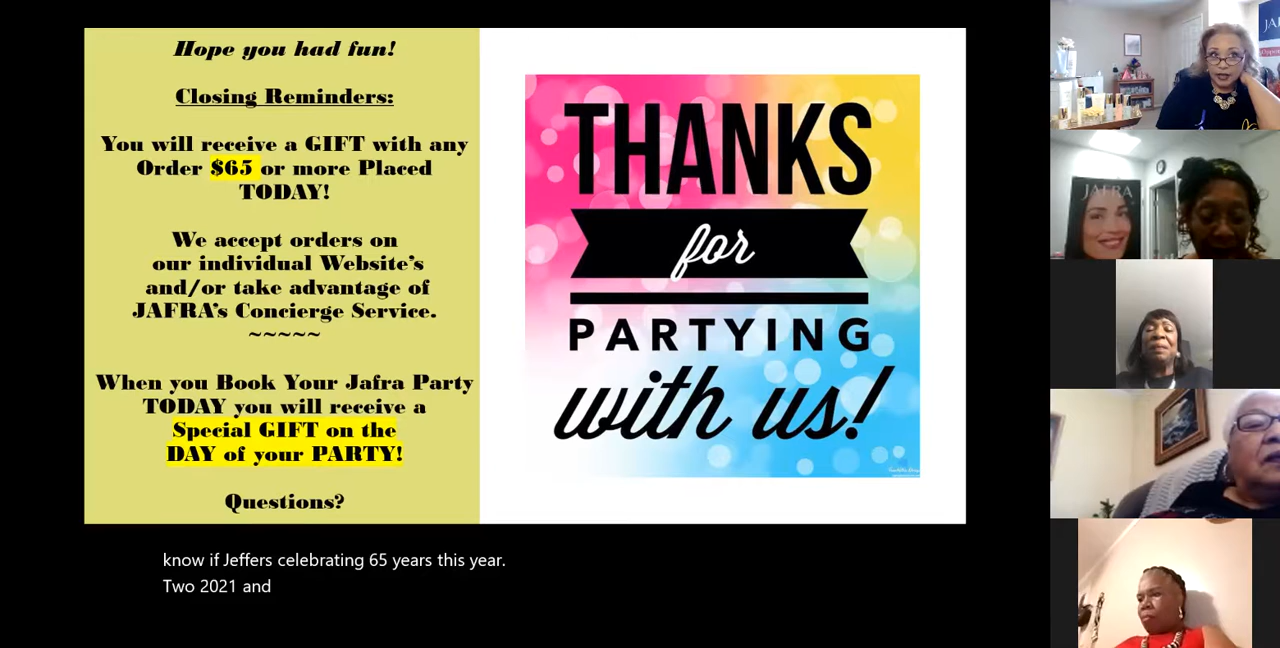 Hope you had fun!
Closing Reminders:
You will receive a GIFT with any
Order $65 or more Placed
TODAY!
We accept orders on
our individual Website's
and/or take advantage of
JAFRA's Concierge Service.
~~~~~
When you Book Your Jafra Party
TODAY you will receive a
Special GIFT on the
DAY of your PARTY!
Questions?
THANKS
for
PARTYING
with us!
know if Jeffers celebrating 65 years this year.
Two 2021 and
JAFRA